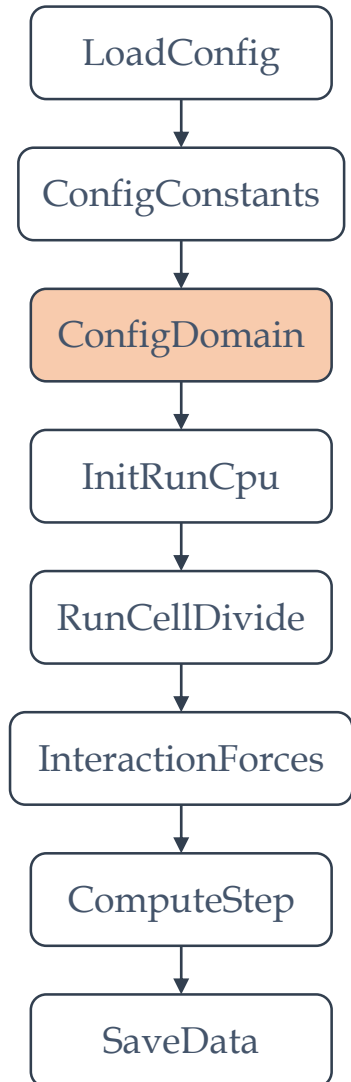 LoadConfig
ConfigConstants
ConfigDomain
InitRunCpu
RunCellDivide
InteractionForces
ComputeStep
SaveData